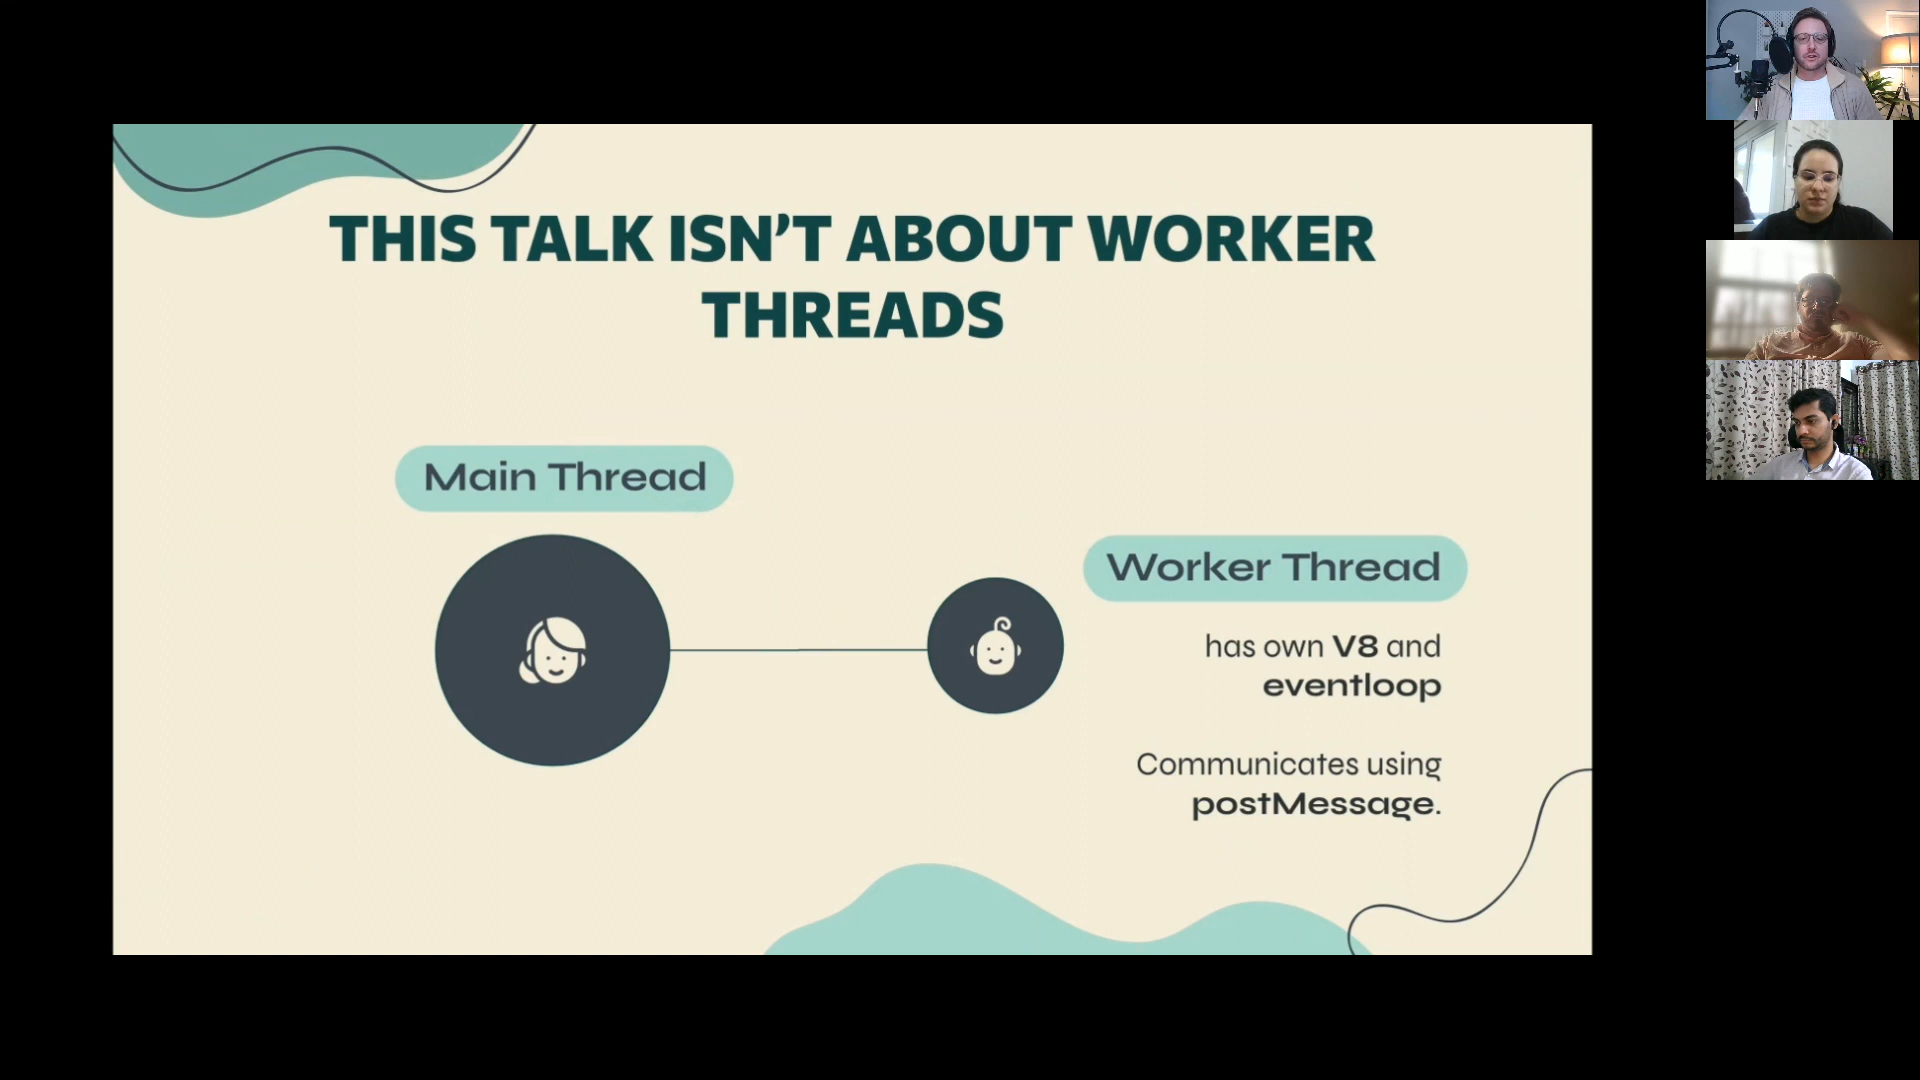 THIS TALK ISN’T ABOUT WORKER
THREADS
Main Thread
Worker Thread
has own V8 and
eventloop
Communicates using
postMessage.